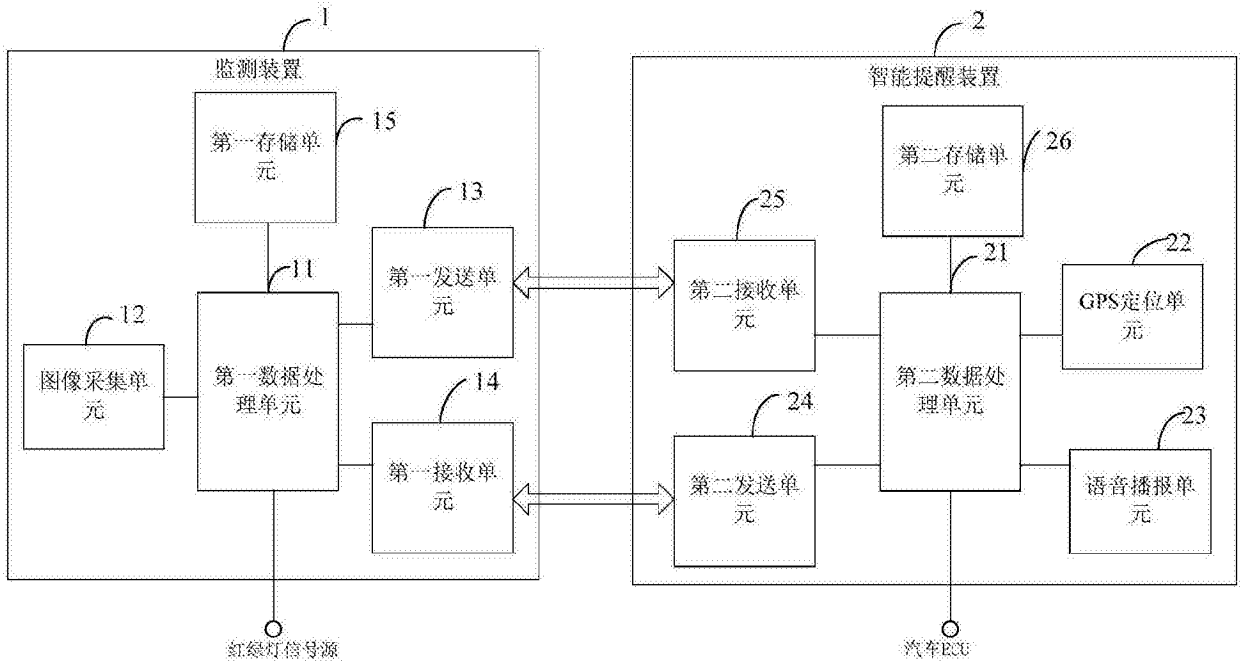 1
监测装置
第一存储单
元
15
13
第一发送单
元
11
12
图像采集单
元
第一数据处
理单元
14
第一接收单
元
红绿灯信号源
2
智能提醒装置
第二存储单
元
26
25
第二接收单
元
21
22
GPS定位单
元
24
第二数据处
理单元
第二发送单
元
23
语音播报单
元
汽车ECU